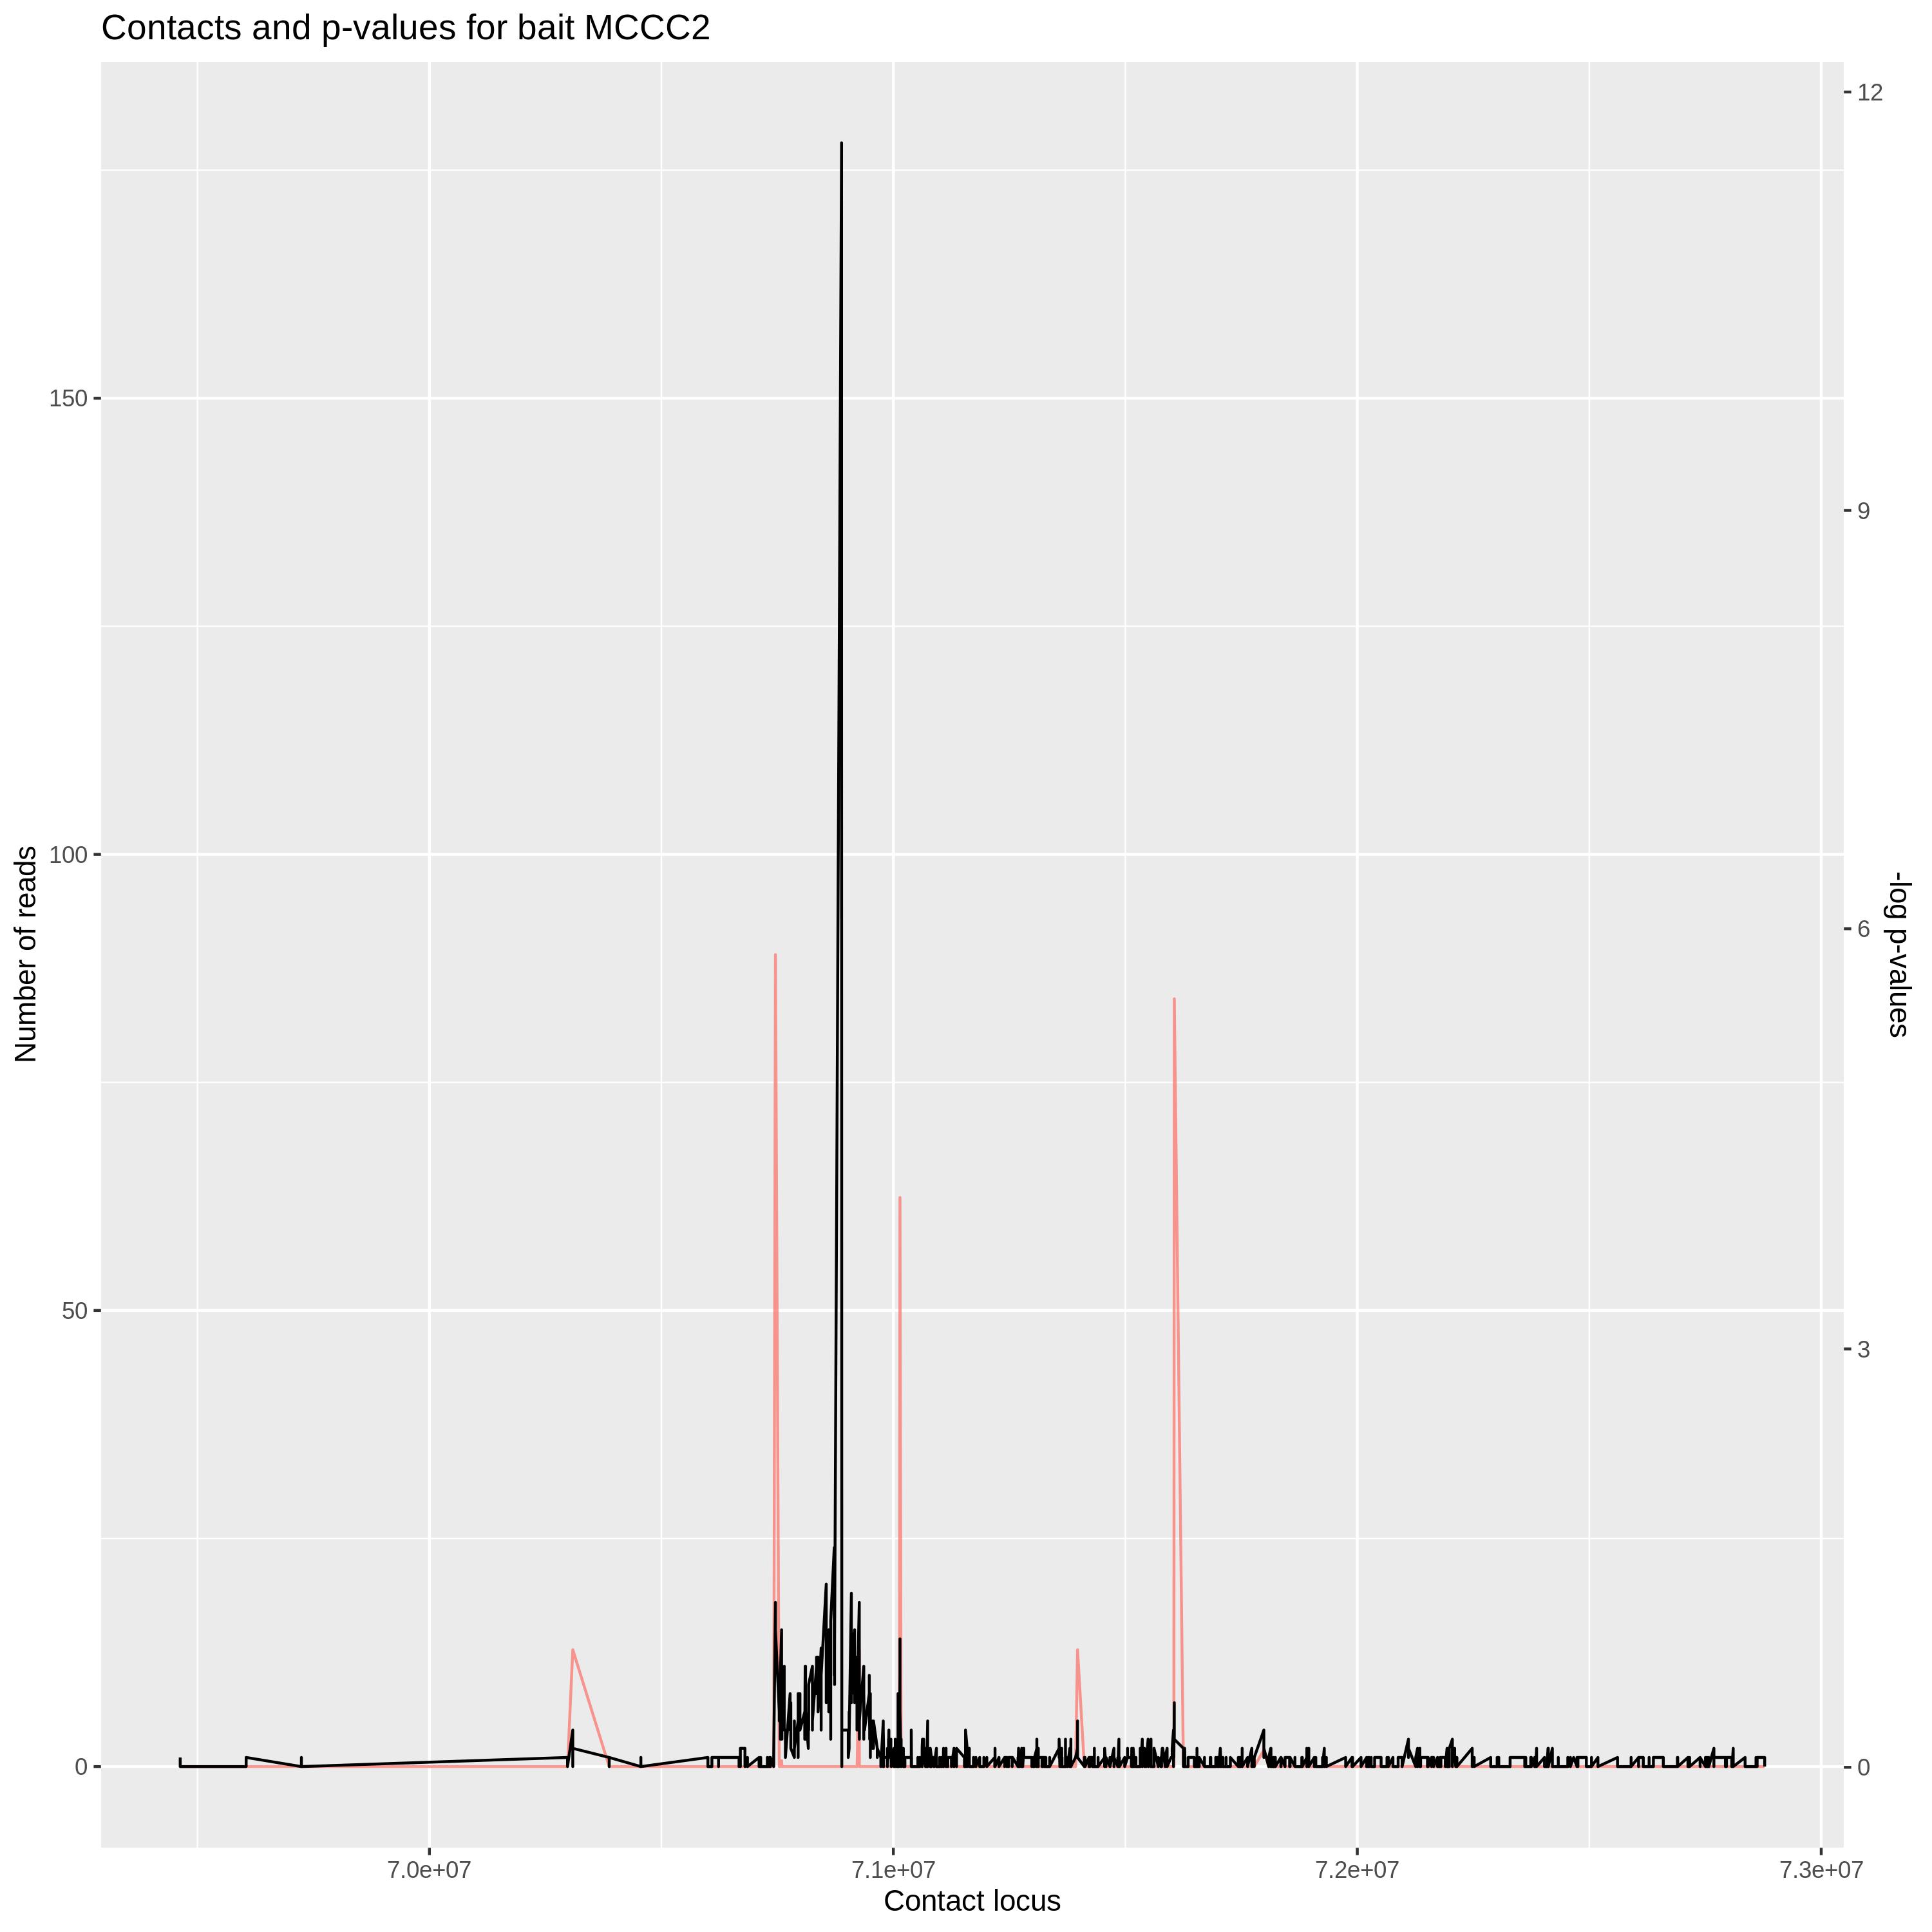 Contacts and p-values for bait MCCC2
150
100
50
0
Number of reads
12
9
6
3
0
-log p-values
7.0e+07
7.1e+07
7.2e+07
7.3e+07
Contact locus